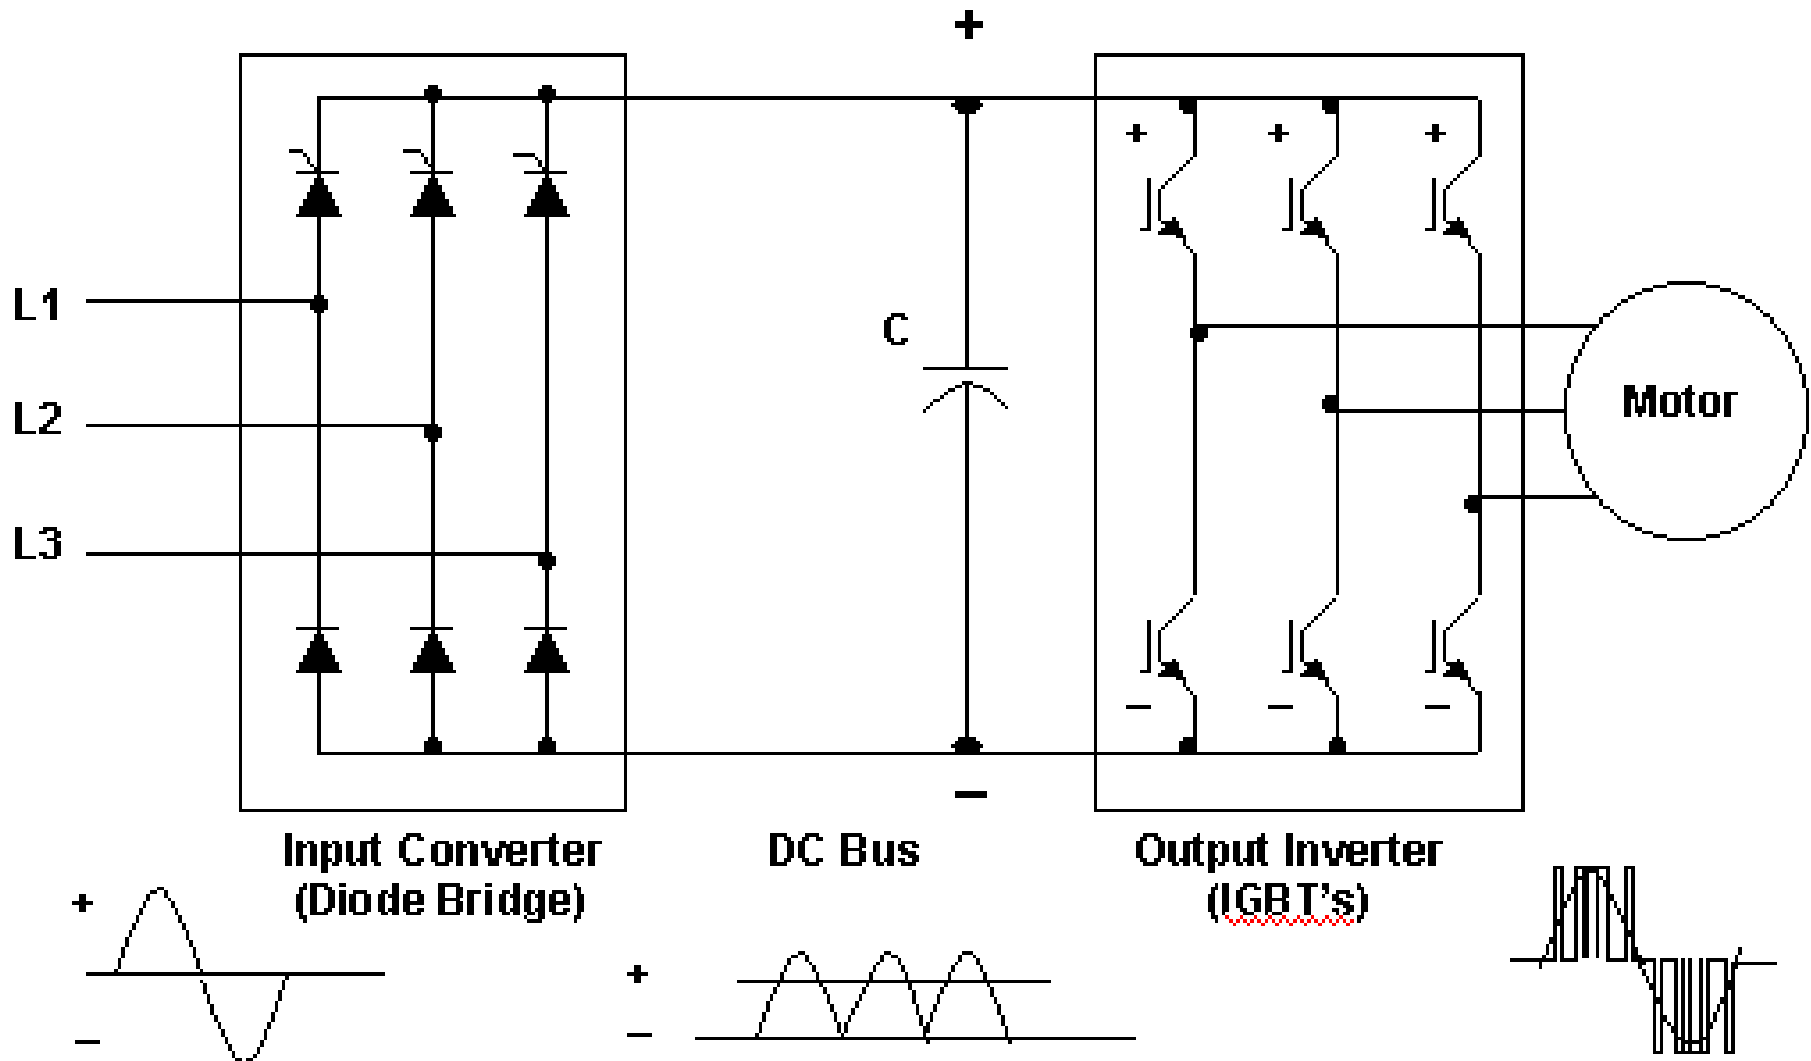 +
+ + +
L1
C
Motor
L2
L3
– – –
–
Input Converter
(Diode Bridge)
DC Bus
Output Inverter
(IGBT's)
+
–
+
–